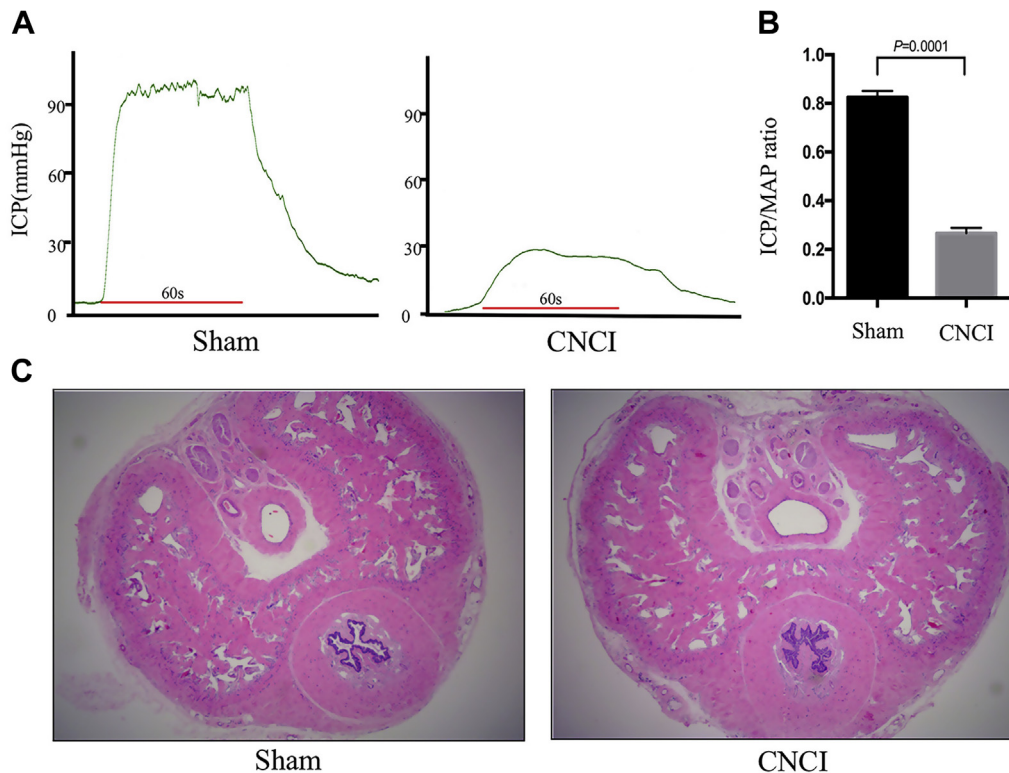 A
ICP(mmHg)
90
60
30
0
60s
Sham
90
60
30
0
60s
CNCI
B
P=0.0001
ICP/MAP ratio
1.0
0.8
0.6
0.4
0.2
0.0
Sham
CNCI
C
Sham
CNCI